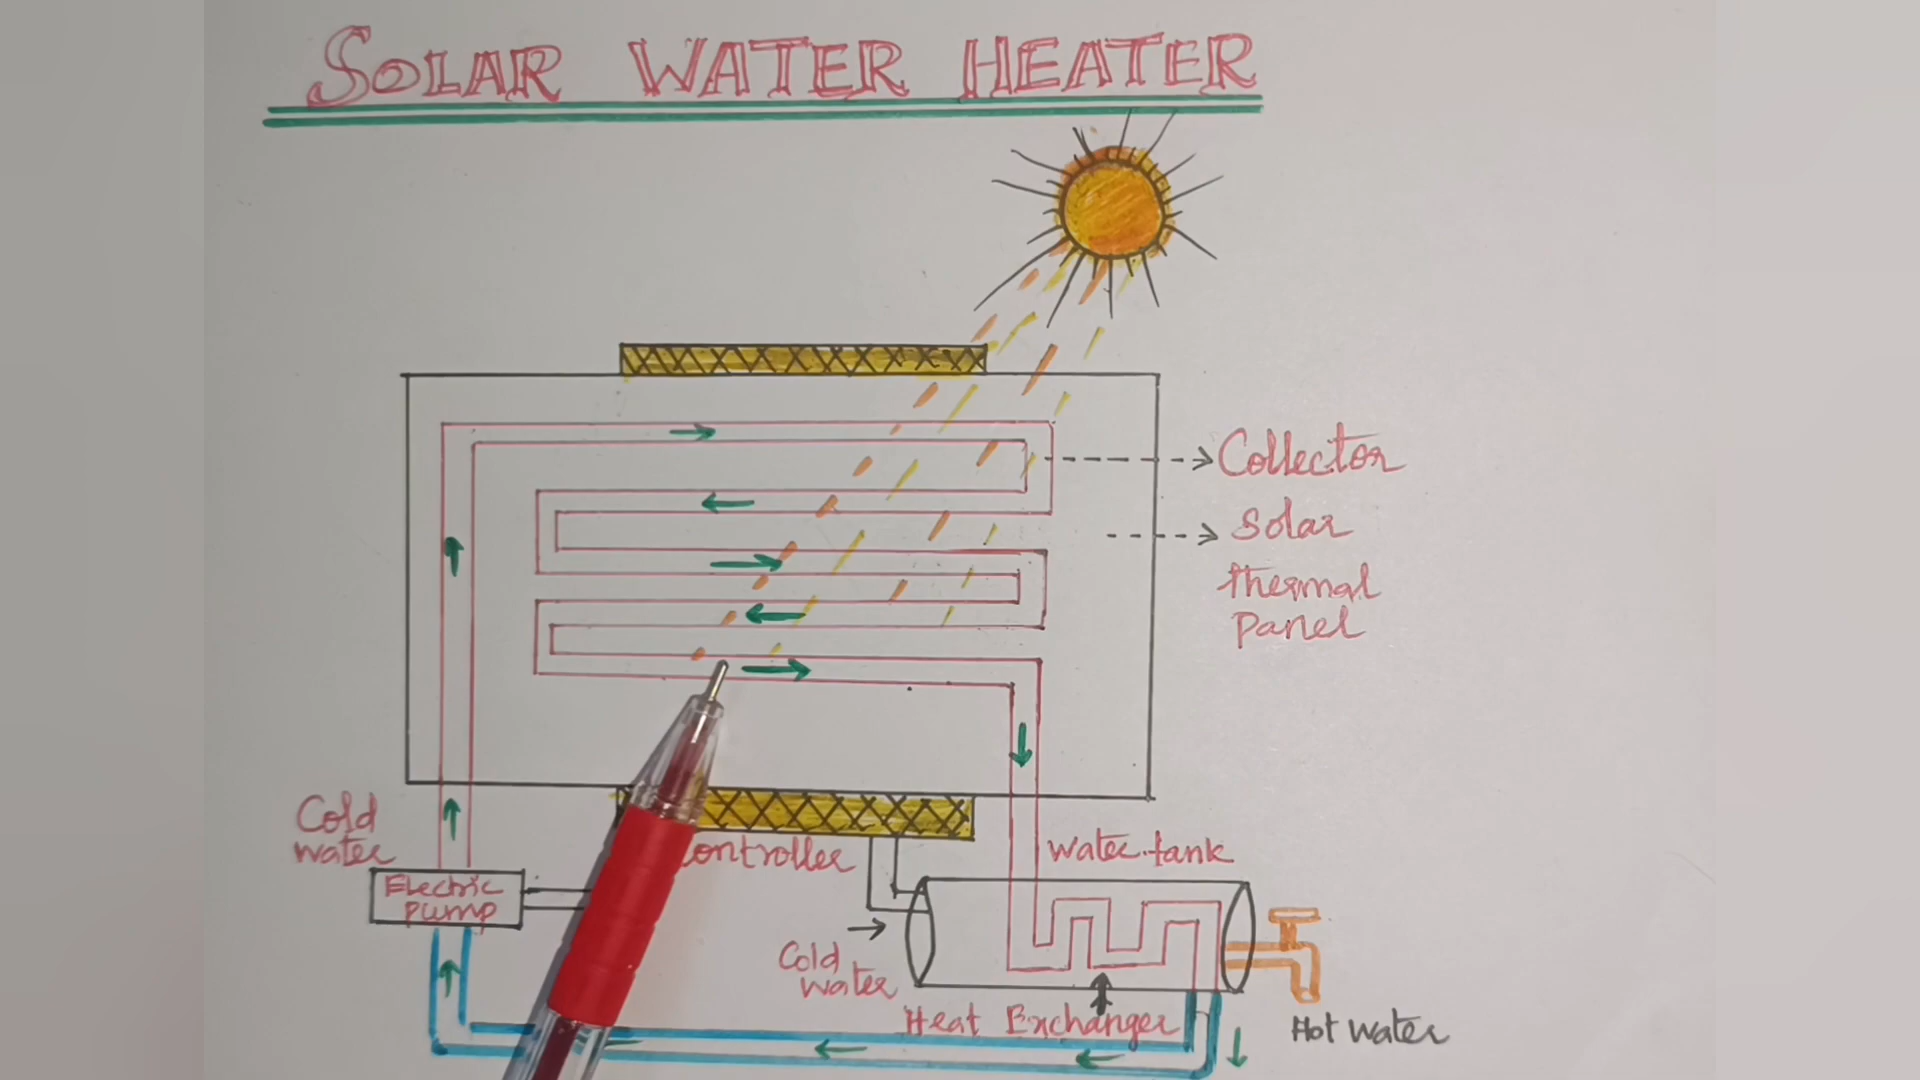 SOLAR WATER HEATER
Collector
Solar
thermal
Panel
Cold
water
Electric
pump
controller
water tank
Cold
water
Heat Exchanger
Hot water